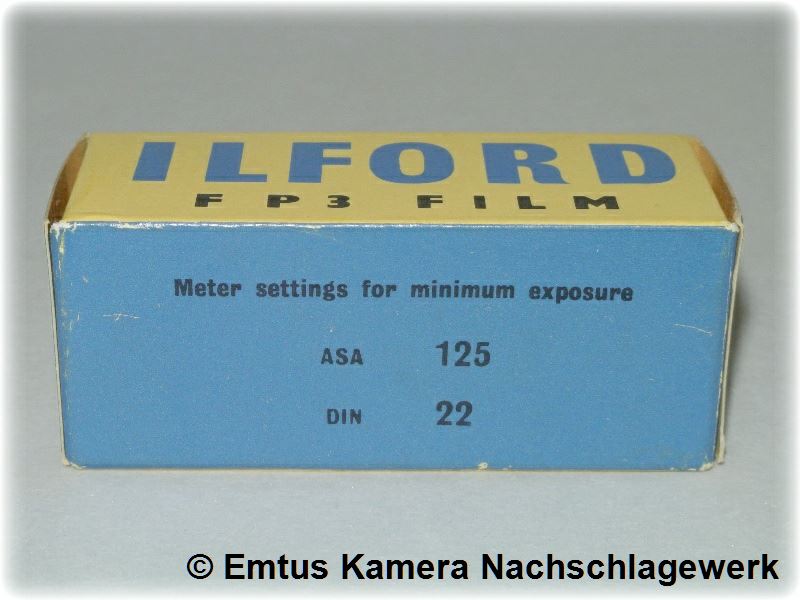 ILFORD
FP3 FILM
Meter settings for minimum exposure
ASA 125
DIN 22
© Emtus Kamera Nachschlagewerk